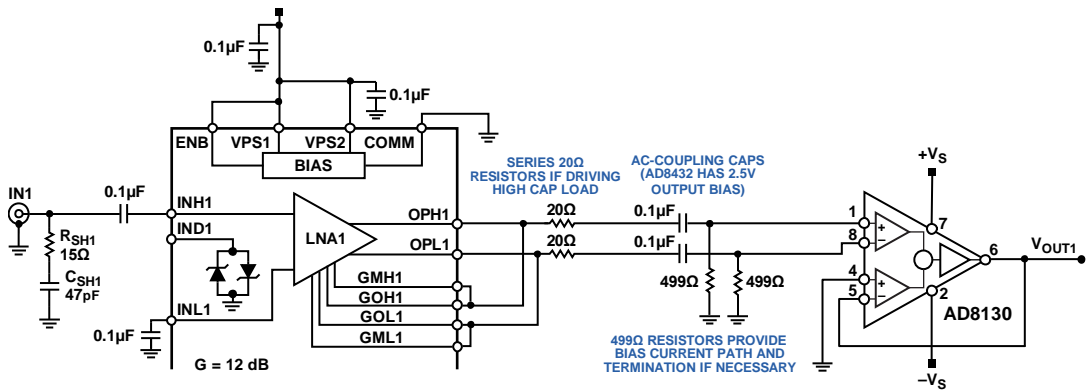 0.1µF
0.1µF
ENB
VPS1
VPS2
COMM
BIAS
IN1
0.1µF
INH1
IND1
RSH1
15Ω
CSH1
47pF
INL1
0.1µF
LNA1
G = 12 dB
OPH1
OPL1
GMH1
GOH1
GOL1
GML1
SERIES 20Ω
RESISTORS IF DRIVING
HIGH CAP LOAD
AC-COUPLING CAPS
(AD8432 HAS 2.5V
OUTPUT BIAS)
20Ω
0.1µF
20Ω
0.1µF
499Ω
499Ω
499Ω RESISTORS PROVIDE
BIAS CURRENT PATH AND
TERMINATION IF NECESSARY
+VS
1
7
8
+
–
6
VOUT1
4
5
+
–
2
AD8130
–VS